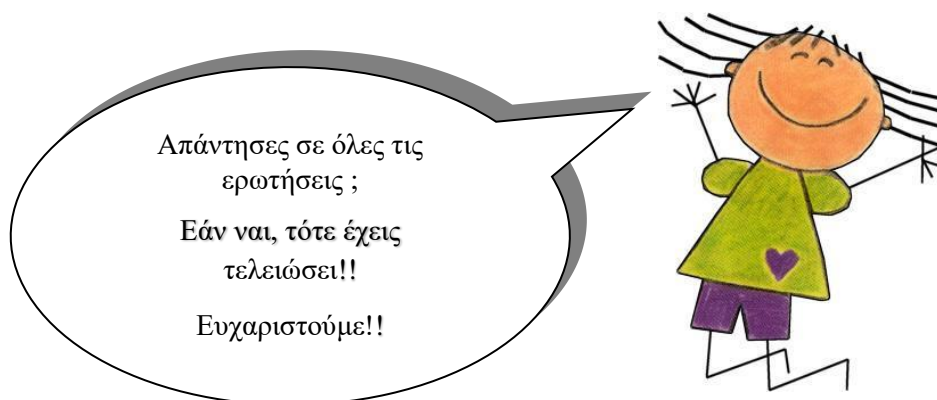 Απάντησες σε όλες τις
ερωτήσεις ;
Εάν ναι, τότε έχεις
τελειώσει!!
Ευχαριστούμε!!